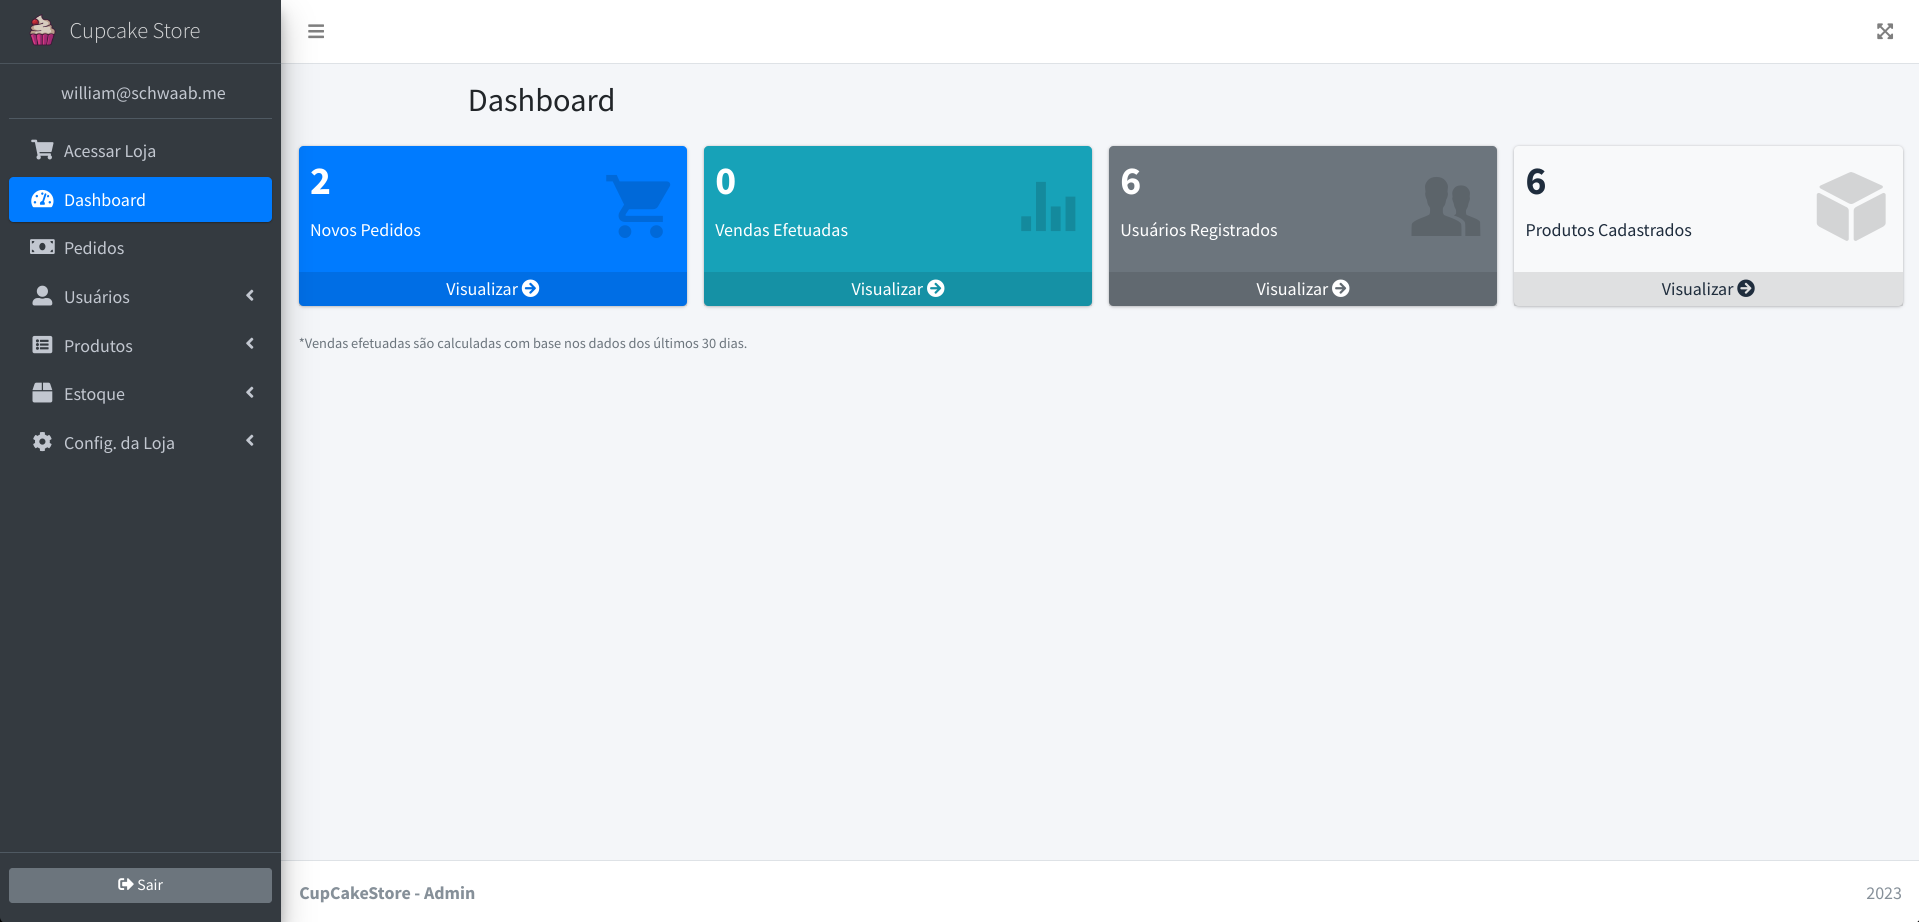 Cupcake Store
william@schwaab.me
Acessar Loja
Dashboard
Pedidos
Usuários
Produtos
Estoque
Config. da Loja
Sair
Dashboard
2
Novos Pedidos
Visualizar
0
Vendas Efetuadas
Visualizar
6
Usuários Registrados
Visualizar
6
Produtos Cadastrados
Visualizar
*Vendas efetuadas são calculadas com base nos dados dos últimos 30 dias.
CupCakeStore - Admin
2023